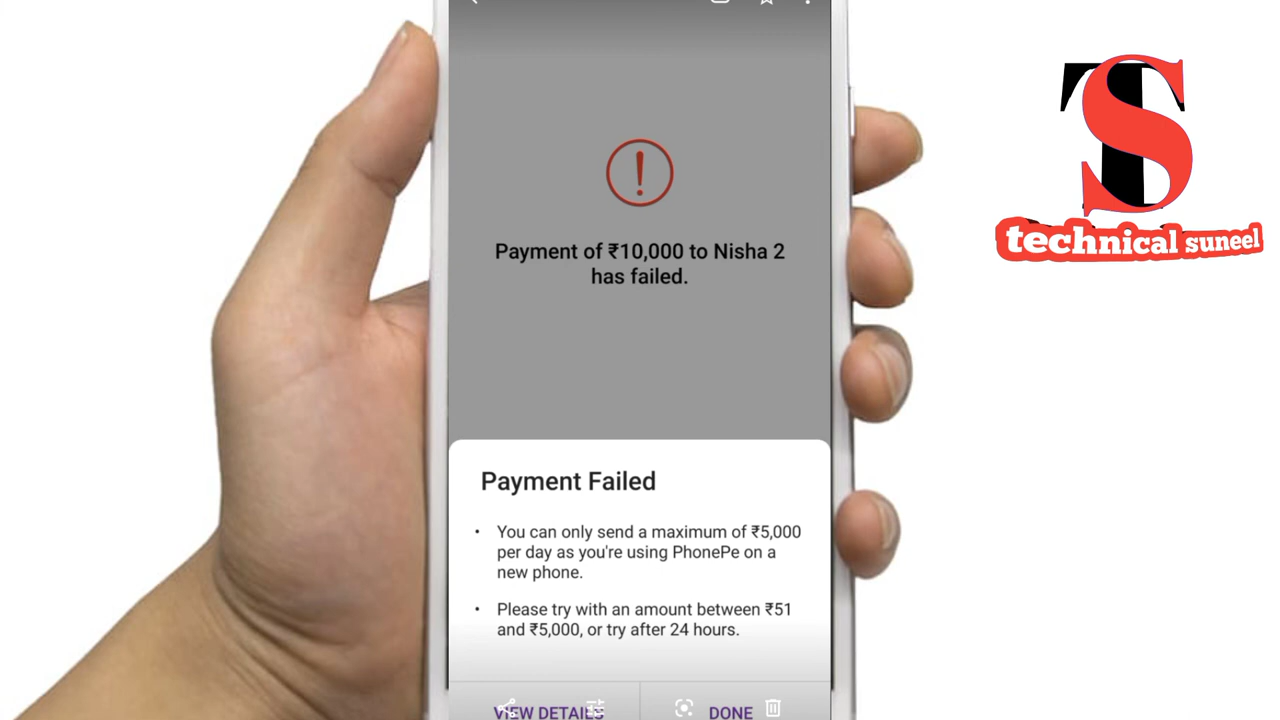 TS
technical suneel
Payment of ₹10,000 to Nisha 2
has failed.
Payment Failed
• You can only send a maximum of ₹5,000
per day as you're using PhonePe on a
new phone.
• Please try with an amount between ₹51
and ₹5,000, or try after 24 hours.
VIEW DETAILS
DONE